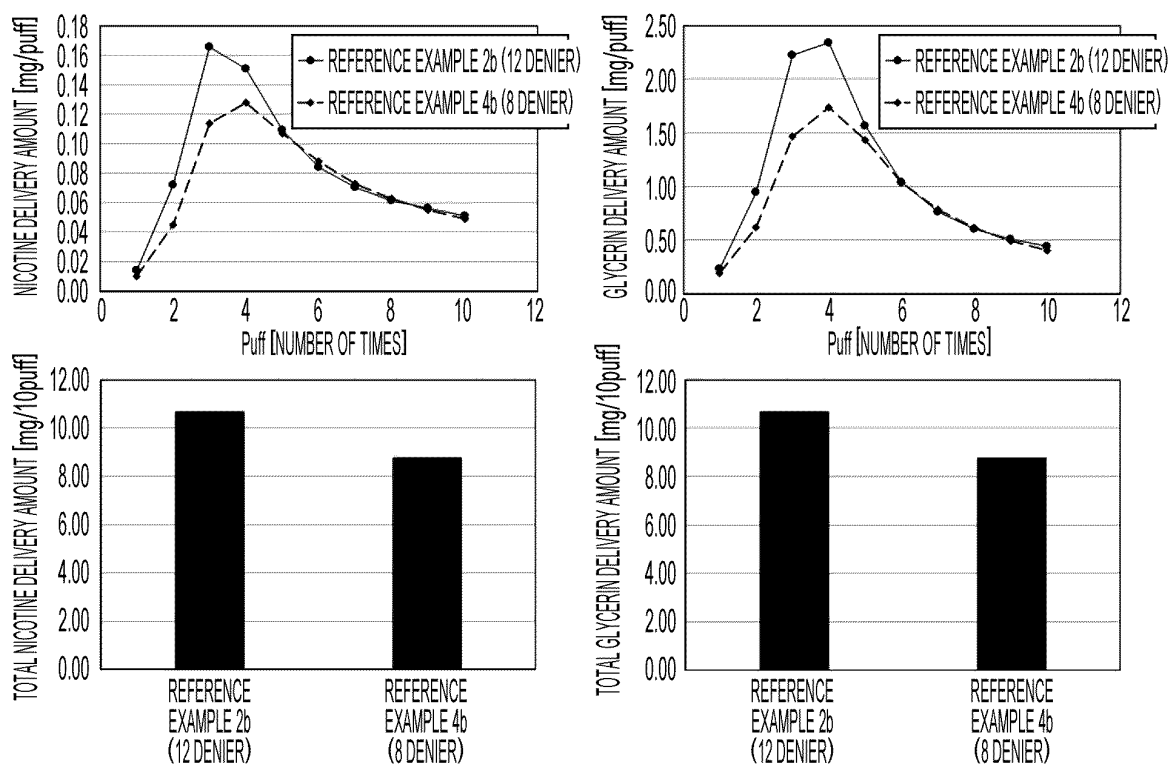 NICOTINE DELIVERY AMOUNT [mg/puff]
0.18
0.16
0.14
0.12
0.10
0.08
0.06
0.04
0.02
0.00
REFERENCE EXAMPLE 2b (12 DENIER)
REFERENCE EXAMPLE 4b (8 DENIER)
0 2 4 6 8 10 12
Puff [NUMBER OF TIMES]
GLYCERIN DELIVERY AMOUNT [mg/puff]
2.50
2.00
1.50
1.00
0.50
0.00
REFERENCE EXAMPLE 2b (12 DENIER)
REFERENCE EXAMPLE 4b (8 DENIER)
0 2 4 6 8 10 12
Puff [NUMBER OF TIMES]
TOTAL NICOTINE DELIVERY AMOUNT [mg/10puff]
12.00
10.00
8.00
6.00
4.00
2.00
0.00
REFERENCE
EXAMPLE 2b
(12 DENIER)
REFERENCE
EXAMPLE 4b
(8 DENIER)
TOTAL GLYCERIN DELIVERY AMOUNT [mg/10puff]
12.00
10.00
8.00
6.00
4.00
2.00
0.00
REFERENCE
EXAMPLE 2b
(12 DENIER)
REFERENCE
EXAMPLE 4b
(8 DENIER)